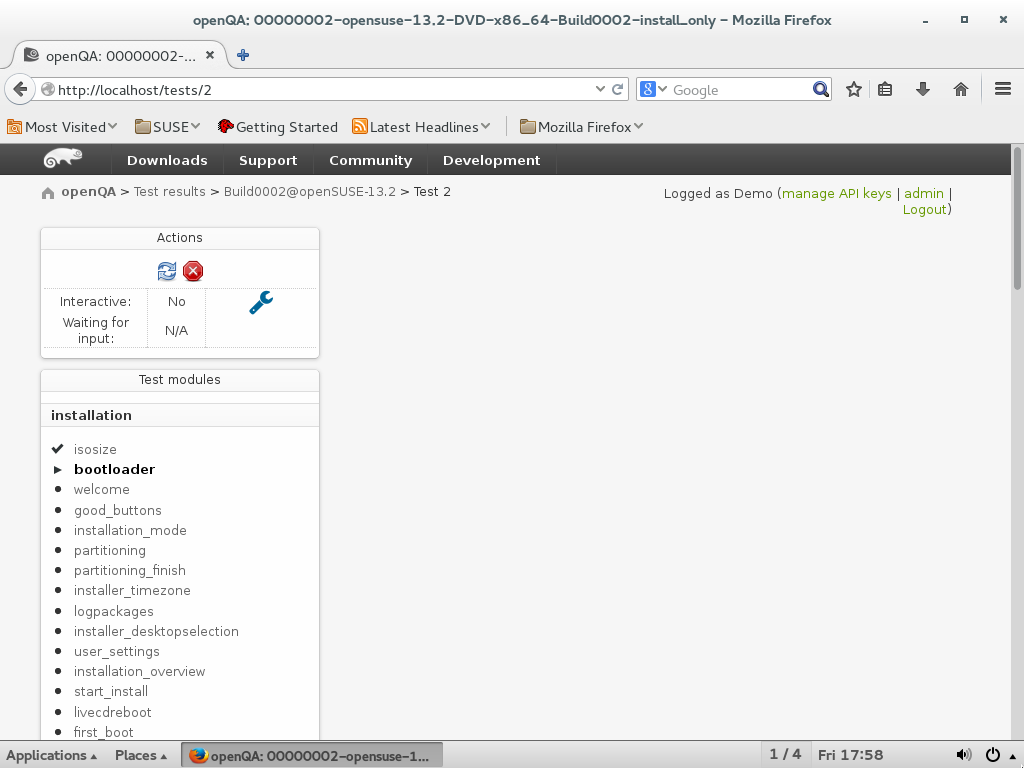 openQA: 00000002-opensuse-13.2-DVD-x86_64-Build0002-install_only - Mozilla Firefox
openQA: 00000002-...
http://localhost/tests/2
Google
Most Visited
SUSE
Getting Started
Latest Headlines
Mozilla Firefox
Downloads
Support
Community
Development
openQA > Test results > Build0002@openSUSE-13.2 > Test 2
Logged as Demo (manage API keys | admin |
Logout)
Actions
Interactive: No
Waiting for
input:
N/A
Test modules
installation
isosize
bootloader
welcome
good_buttons
installation_mode
partitioning
partitioning_finish
installer_timezone
logpackages
installer_desktopselection
user_settings
installation_overview
start_install
livecdreboot
first_boot
Applications
Places
openQA: 00000002-opensuse-1...
1 / 4
Fri 17:58